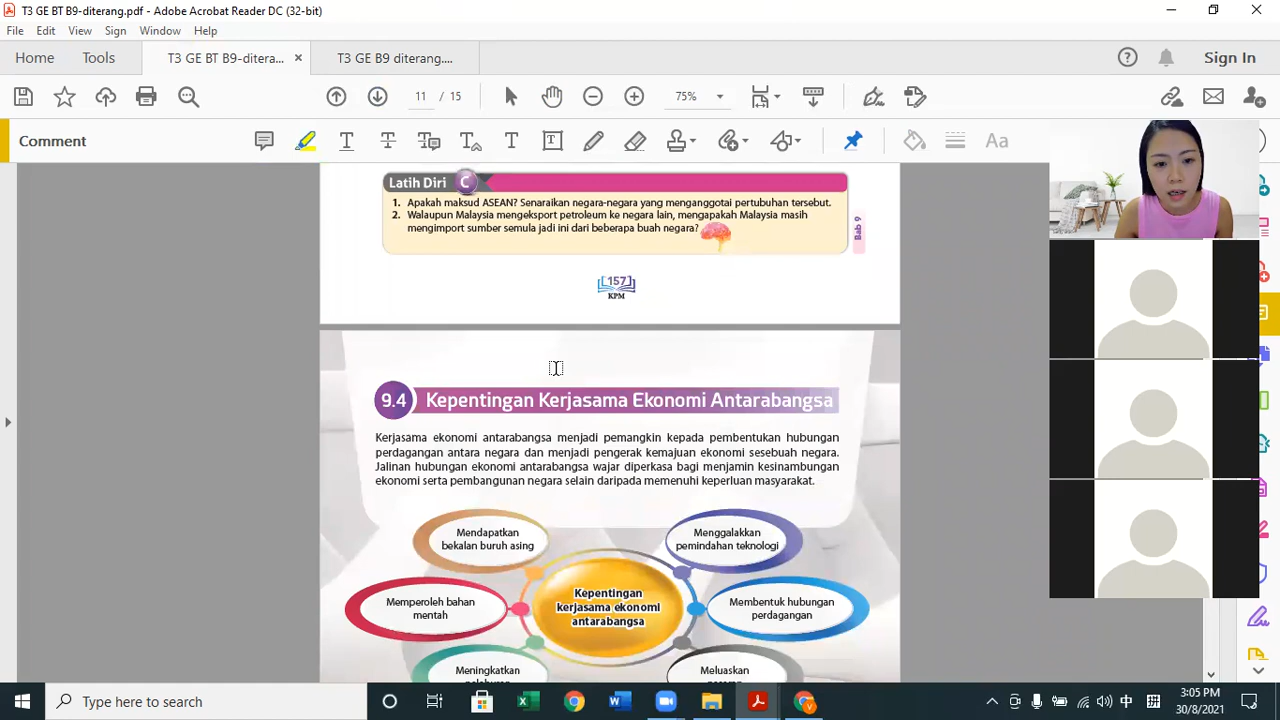 T3 GE BT B9-diterang.pdf - Adobe Acrobat Reader DC (32-bit)
File Edit View Sign Window Help
Home Tools T3 GE BT B9-ditera... T3 GE B9 diterang.... Sign In
11 / 15 75%
Comment
Aa
Latih Diri C
1. Apakah maksud ASEAN? Senaraikan negara-negara yang menganggotai pertubuhan tersebut.
2. Walaupun Malaysia mengeksport petroleum ke negara lain, mengapakah Malaysia masih
mengimport sumber semula jadi ini dari beberapa buah negara?
Bab 9
157
KPM
9.4 Kepentingan Kerjasama Ekonomi Antarabangsa
Kerjasama ekonomi antarabangsa menjadi pemangkin kepada pembentukan hubungan
perdagangan antara negara dan menjadi pengerak kemajuan ekonomi sesebuah negara.
Jalinan hubungan ekonomi antarabangsa wajar diperkasa bagi menjamin kesinambungan
ekonomi serta pembangunan negara selain daripada memenuhi keperluan masyarakat.
Mendapatkan
bekalan buruh asing
Menggalakkan
pemindahan teknologi
Memperoleh bahan
mentah
Kepentingan
kerjasama ekonomi
antarabangsa
Membentuk hubungan
perdagangan
Meningkatkan
Meluaskan
Type here to search
中
拼
3:05 PM
30/8/2021